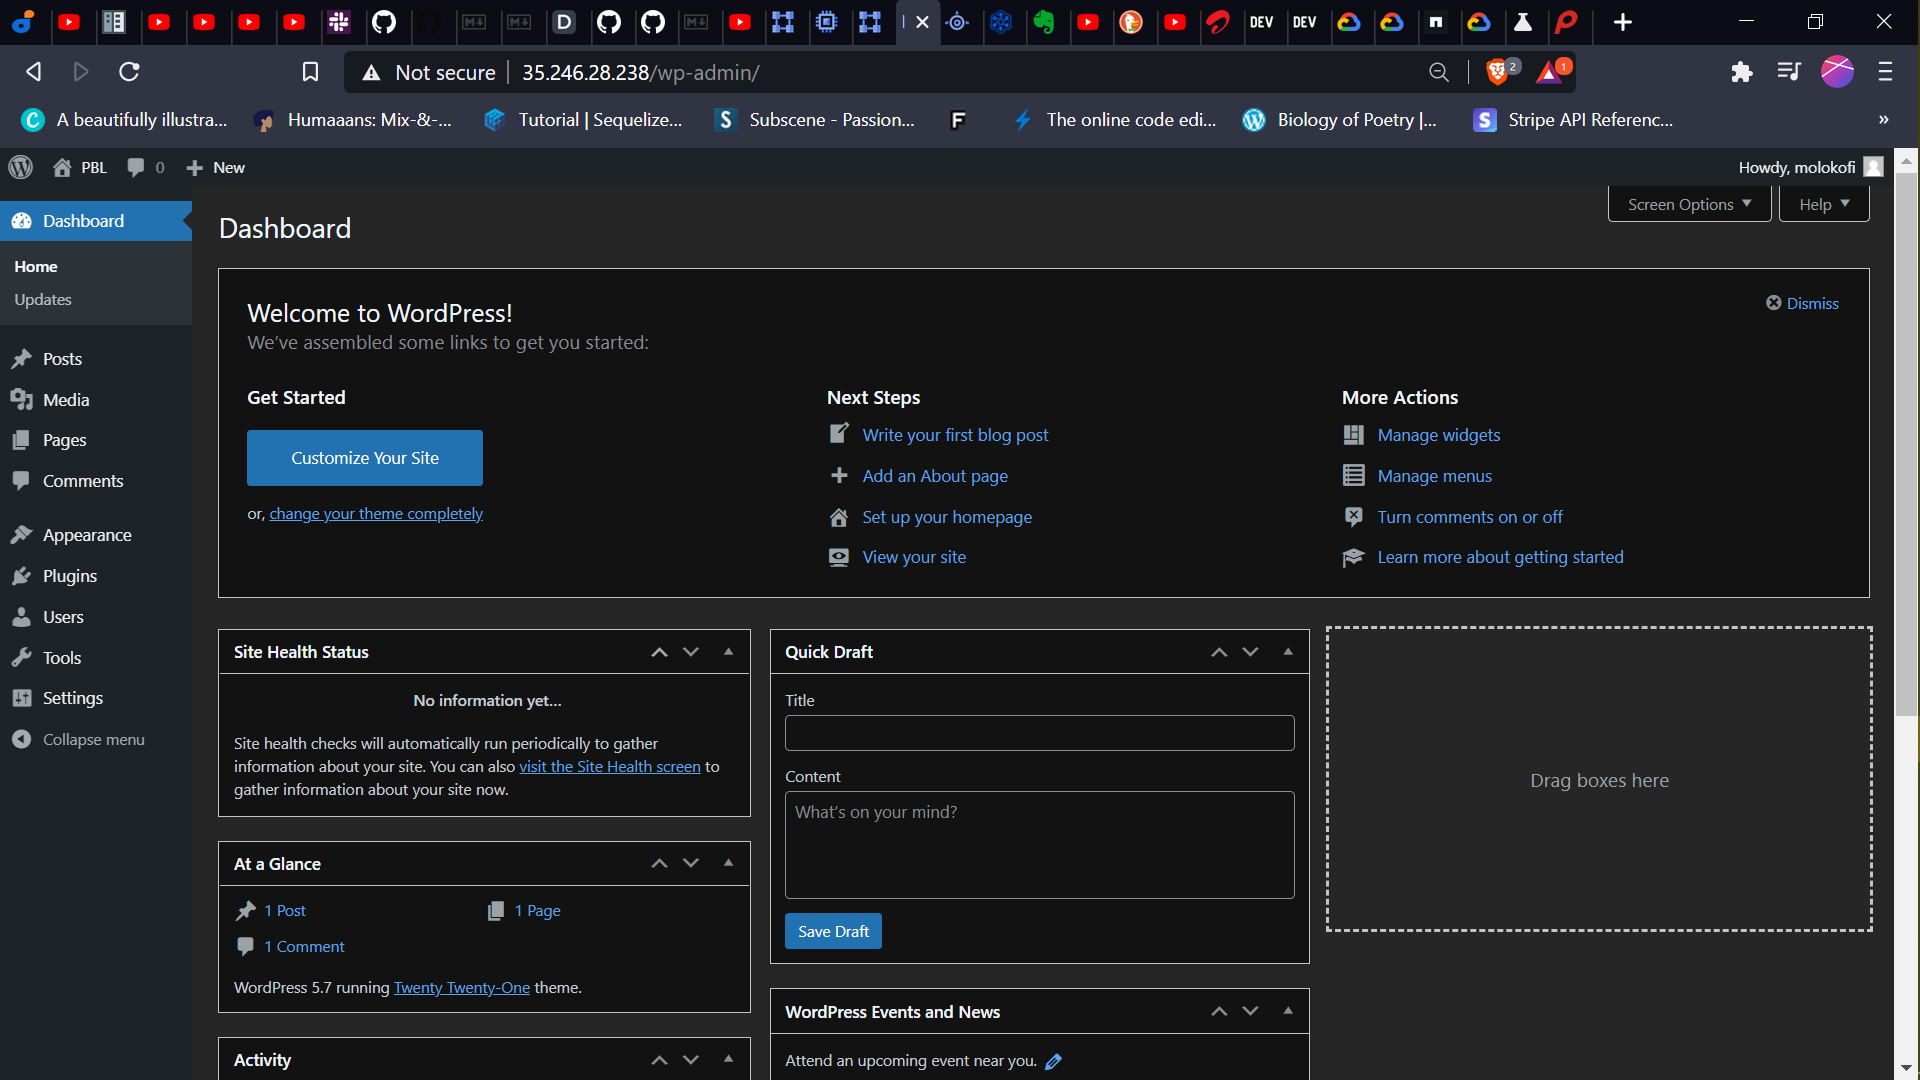 DEV
DEV
Not secure
35.246.28.238/wp-admin/
2
1
A beautifully illustra...
Humaaans: Mix-&-...
Tutorial | Sequelize...
Subscene - Passion...
The online code edi...
Biology of Poetry |...
Stripe API Referenc...
»
PBL
0
New
Howdy, molokofi
Screen Options
Help
Dashboard
Home
Updates
Posts
Media
Pages
Comments
Appearance
Plugins
Users
Tools
Settings
Collapse menu
Dashboard
Welcome to WordPress!
We've assembled some links to get you started:
Dismiss
Get Started
Customize Your Site
or, change your theme completely
Next Steps
Write your first blog post
Add an About page
Set up your homepage
View your site
More Actions
Manage widgets
Manage menus
Turn comments on or off
Learn more about getting started
Site Health Status
No information yet...
Site health checks will automatically run periodically to gather
information about your site. You can also visit the Site Health screen to
gather information about your site now.
At a Glance
1 Post
1 Page
1 Comment
WordPress 5.7 running Twenty Twenty-One theme.
Activity
Quick Draft
Title
Content
What's on your mind?
Save Draft
WordPress Events and News
Attend an upcoming event near you.
Drag boxes here